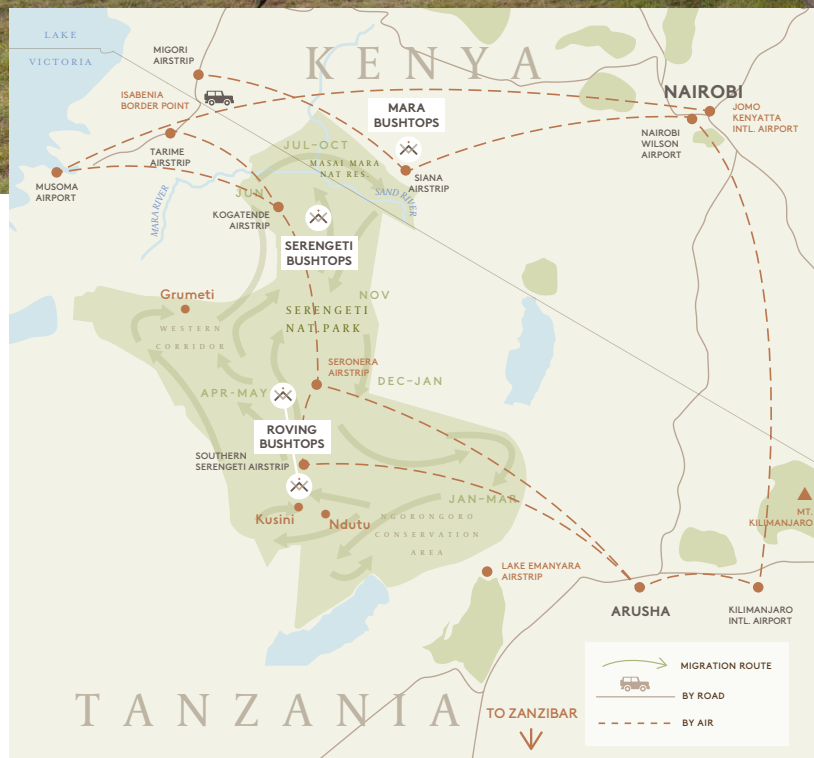 LAKE
VICTORIA
MIGORI
AIRSTRIP
KENYA
ISABENIA
BORDER POINT
MARA
BUSHTOPS
NAIROBI
JOMO
KENYATTA
INTL. AIRPORT
NAIROBI
WILSON
AIRPORT
TARIME
AIRSTRIP
JUL-OCT
MASAI MARA
NAT RES.
SIANA
AIRSTRIP
MUSOMA
AIRPORT
JUN
SAND RIVER
MARA RIVER
KOGATENDE
AIRSTRIP
SERENGETI
BUSHTOPS
Grumeti
NOV
SERENGETI
NAT.PARK
WESTERN
CORRIDOR
SERONERA
AIRSTRIP
DEC-JAN
APR-MAY
ROVING
BUSHTOPS
SOUTHERN
SERENGETI AIRSTRIP
JAN-MAR
Kusini
Ndutu
NGORONGORO
CONSERVATION
AREA
MT.
KILIMANJARO
LAKE EMANYARA
AIRSTRIP
ARUSHA
KILIMANJARO
INTL. AIRPORT
MIGRATION ROUTE
BY ROAD
BY AIR
TANZANIA
TO ZANZIBAR